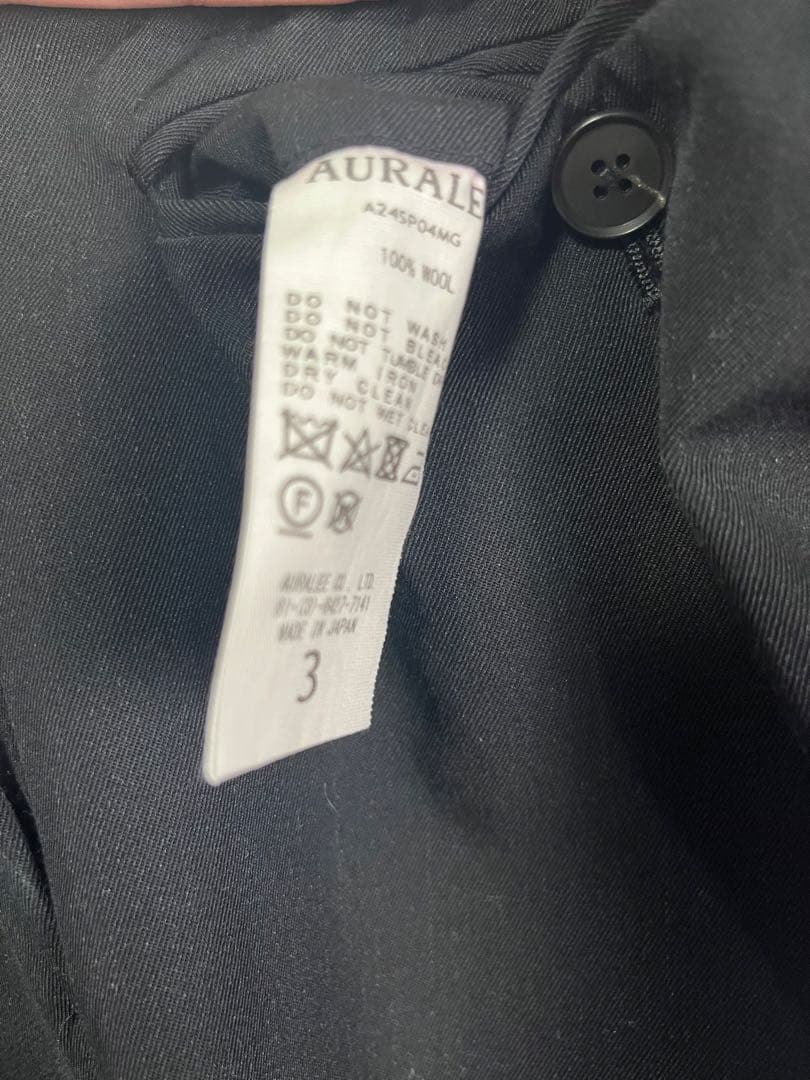 AURALE
A24SP04MG
100% WOOL
DO NOT WASH
DO NOT BLEA
DO NOT TUMBLE D
WARM IRON
DRY CLEAN
DO NOT WET CLE
F
AURALEE CO., LTD.
MADE IN JAPAN
3